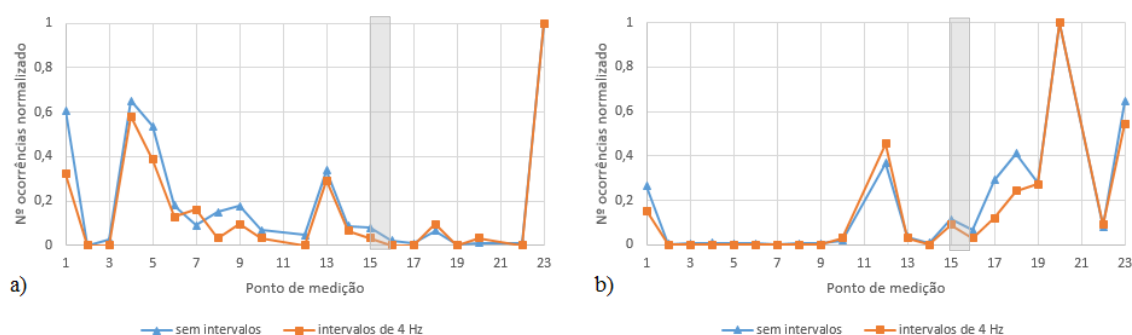 Nº ocorrências normalizado
1
0,8
0,6
0,4
0,2
0
1 3 5 7 9 11 13 15 17 19 21 23
Ponto de medição
a)
sem intervalos intervalos de 4 Hz
Nº ocorrências normalizado
1
0,8
0,6
0,4
0,2
0
1 3 5 7 9 11 13 15 17 19 21 23
Ponto de medição
b)
sem intervalos intervalos de 4 Hz